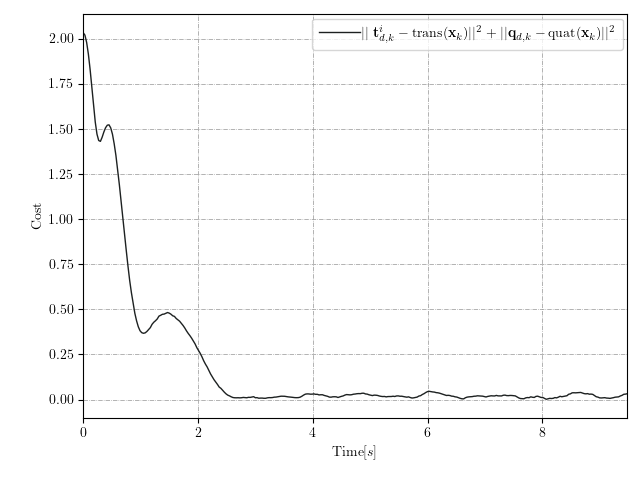 || t^i_{d,k} − trans(x_k)||² + ||q_{d,k} − quat(x_k)||²
2.00
1.75
1.50
1.25
1.00
0.75
0.50
0.25
0.00
Cost
0 2 4 6 8
Time[s]